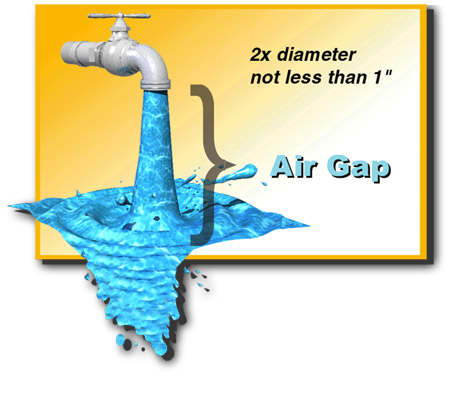 2x diameter
not less than 1"
Air Gap